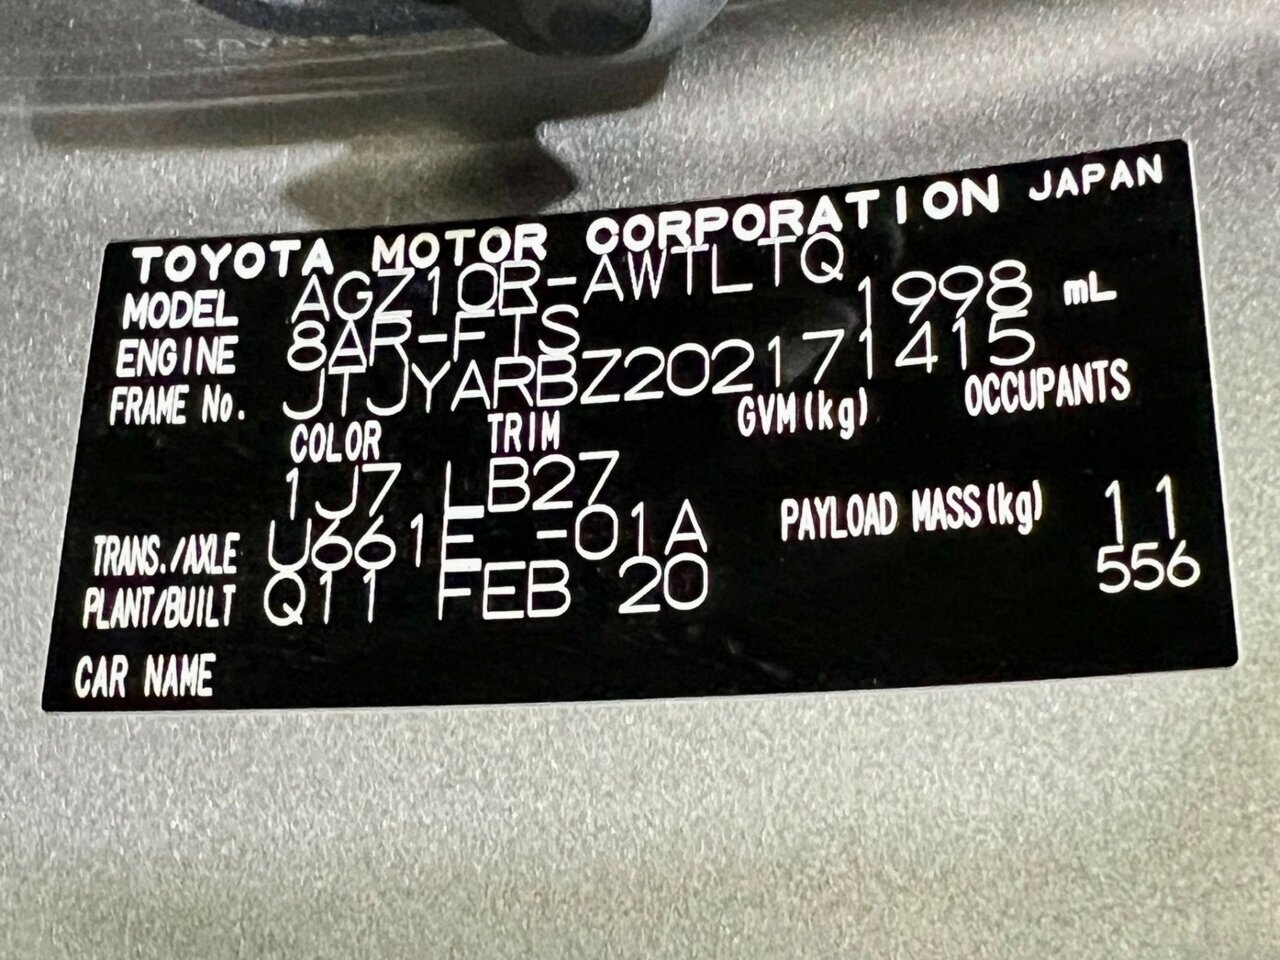 TOYOTA MOTOR CORPORATION JAPAN
MODEL AGZ10R-AWTLTQ
ENGINE 8AR-FTS 1998 mL
FRAME No. JTJYARBZ202171415
COLOR TRIM GVM(kg) OCCUPANTS
1J7 LB27
TRANS./AXLE U661E -01A PAYLOAD MASS(kg) 11
PLANT/BUILT Q11 FEB 20 556
CAR NAME